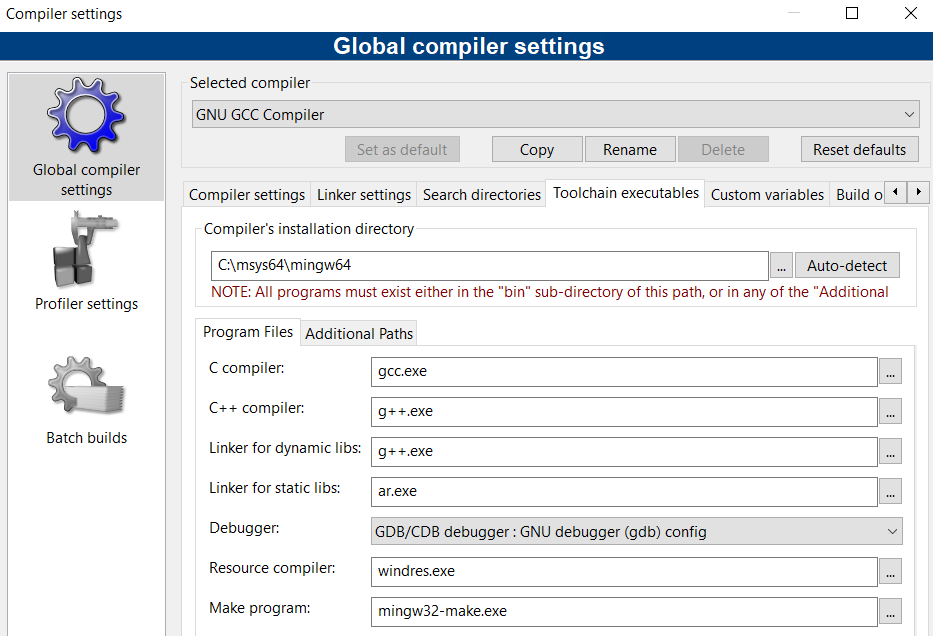 Compiler settings
Global compiler settings
Global compiler
settings
Profiler settings
Batch builds
Selected compiler
GNU GCC Compiler
Set as default Copy Rename Delete Reset defaults
Compiler settings Linker settings Search directories Toolchain executables Custom variables Build o
Compiler's installation directory
C:\msys64\mingw64 ... Auto-detect
NOTE: All programs must exist either in the "bin" sub-directory of this path, or in any of the "Additional
Program Files Additional Paths
C compiler: gcc.exe ...
C++ compiler: g++.exe ...
Linker for dynamic libs: g++.exe ...
Linker for static libs: ar.exe ...
Debugger: GDB/CDB debugger : GNU debugger (gdb) config
Resource compiler: windres.exe ...
Make program: mingw32-make.exe ...